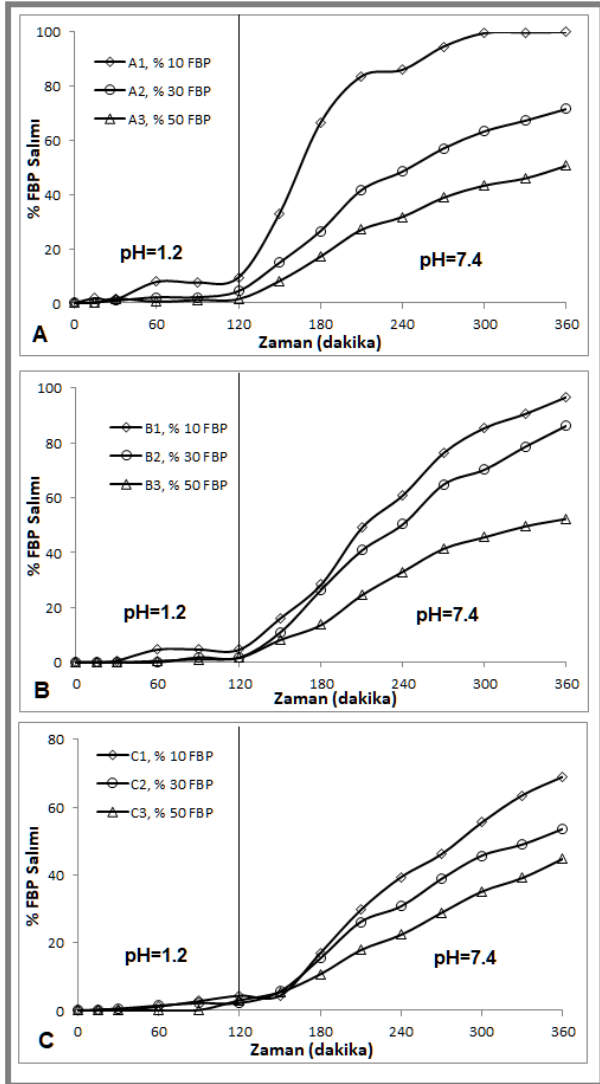 100
80
60
40
20
0
% FBP Salımı
A1, % 10 FBP
A2, % 30 FBP
A3, % 50 FBP
pH=1.2
pH=7.4
0 60 120 180 240 300 360
Zaman (dakika)
A
100
80
60
40
20
0
% FBP Salımı
B1, % 10 FBP
B2, % 30 FBP
B3, % 50 FBP
pH=1.2
pH=7.4
0 60 120 180 240 300 360
Zaman (dakika)
B
80
60
40
20
0
% FBP Salımı
C1, % 10 FBP
C2, % 30 FBP
C3, % 50 FBP
pH=1.2
pH=7.4
0 60 120 180 240 300 360
Zaman (dakika)
C